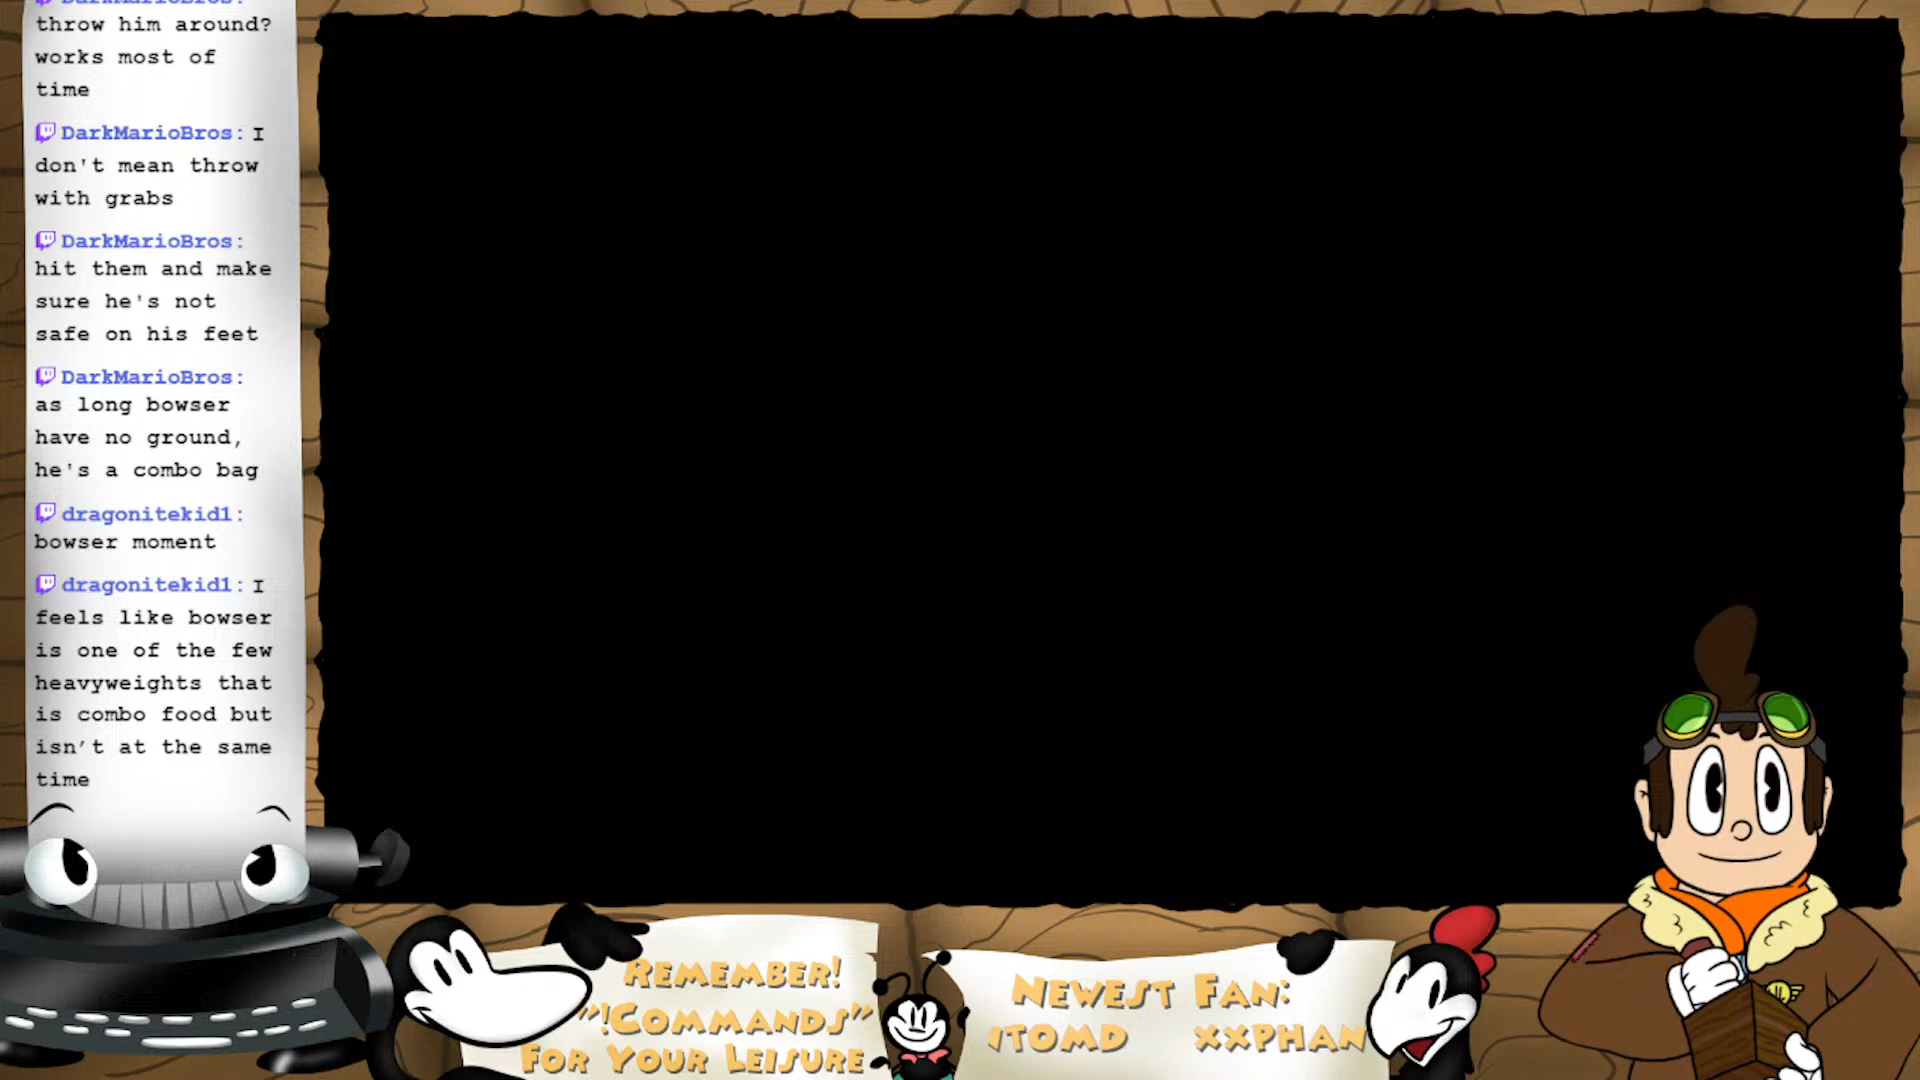 DarkMarioBros:
throw him around?
works most of
time
DarkMarioBros: I
don't mean throw
with grabs
DarkMarioBros:
hit them and make
sure he's not
safe on his feet
DarkMarioBros:
as long bowser
have no ground,
he's a combo bag
dragonitekid1:
bowser moment
dragonitekid1: I
feels like bowser
is one of the few
heavyweights that
is combo food but
isn't at the same
time
Remember!
"!Commands"
For Your Leisure
Newest Fan:
itomd xxphan